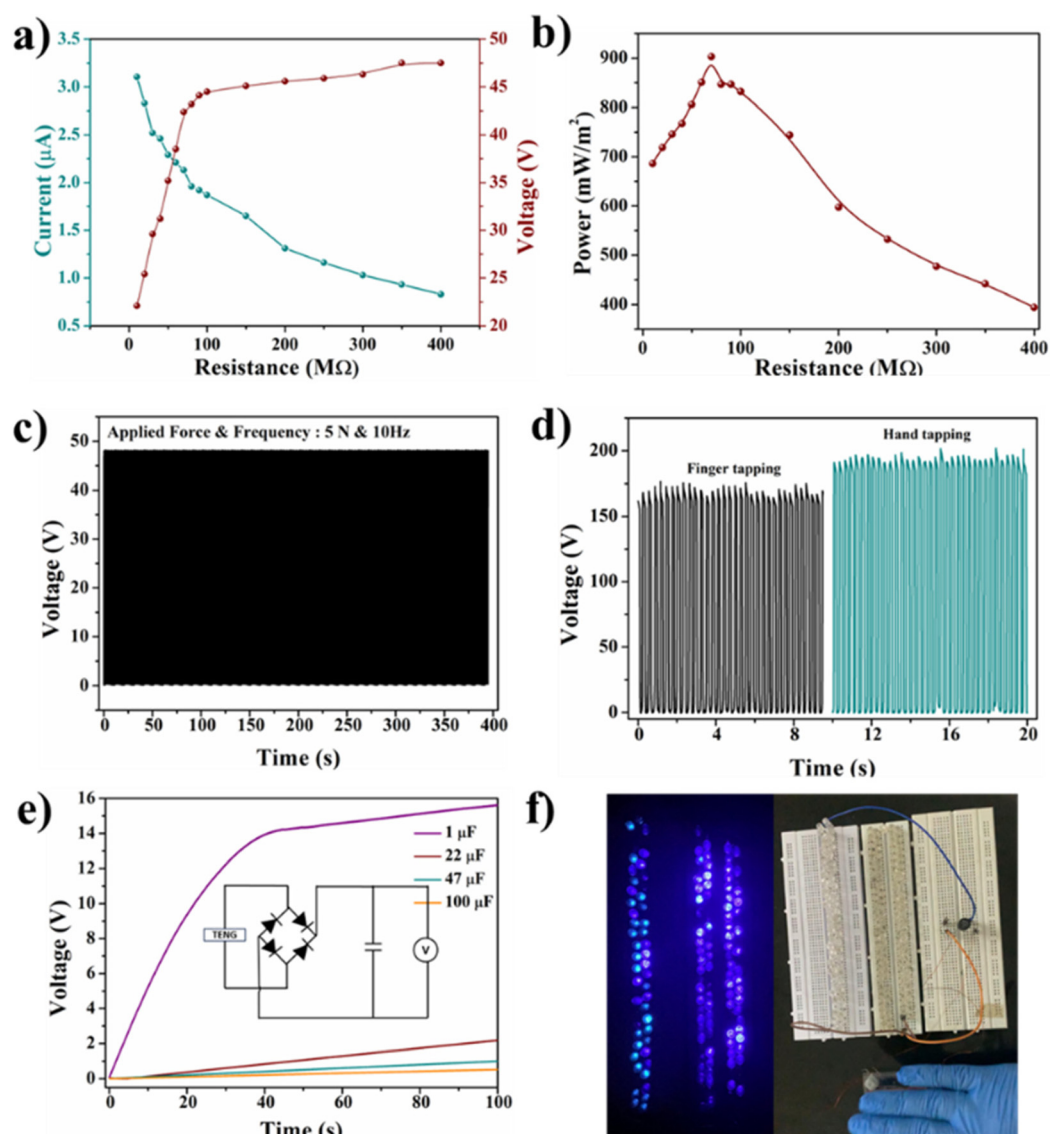 a)
3.5
3.0
2.5
2.0
1.5
1.0
0.5
Current (µA)
50
45
40
35
30
25
20
Voltage (V)
0 100 200 300 400
Resistance (MΩ)
b)
900
800
700
600
500
400
Power (mW/m²)
0 100 200 300 400
Resistance (MΩ)
c)
Applied Force & Frequency : 5 N & 10Hz
50
40
30
20
10
0
Voltage (V)
0 50 100 150 200 250 300 350 400
Time (s)
d)
Hand tapping
Finger tapping
200
150
100
50
0
Voltage (V)
0 4 8 12 16 20
Time (s)
e)
16
14
12
10
8
6
4
2
0
Voltage (V)
1 µF
22 µF
47 µF
100 µF
TENG
V
0 20 40 60 80 100
Time (s)
f)